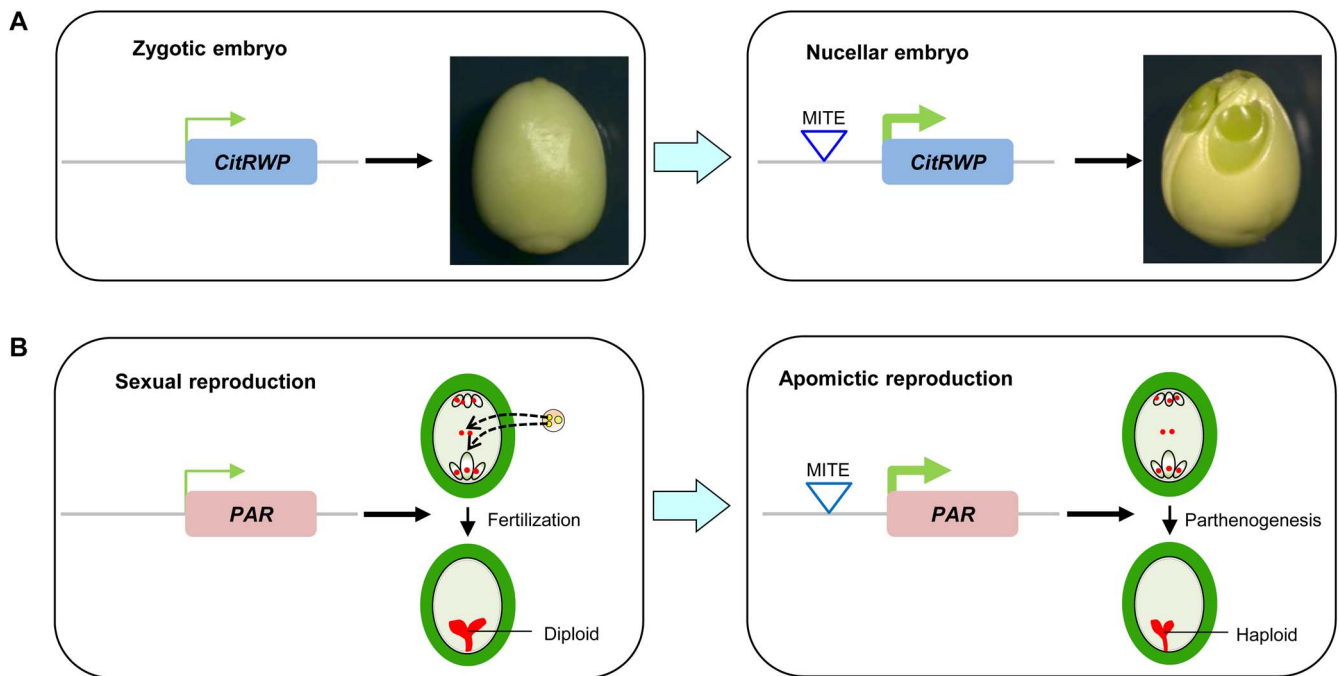 A
Zygotic embryo
CitRWP
Nucellar embryo
MITE
CitRWP
B
Sexual reproduction
PAR
Fertilization
Diploid
Apomictic reproduction
MITE
PAR
Parthenogenesis
Haploid